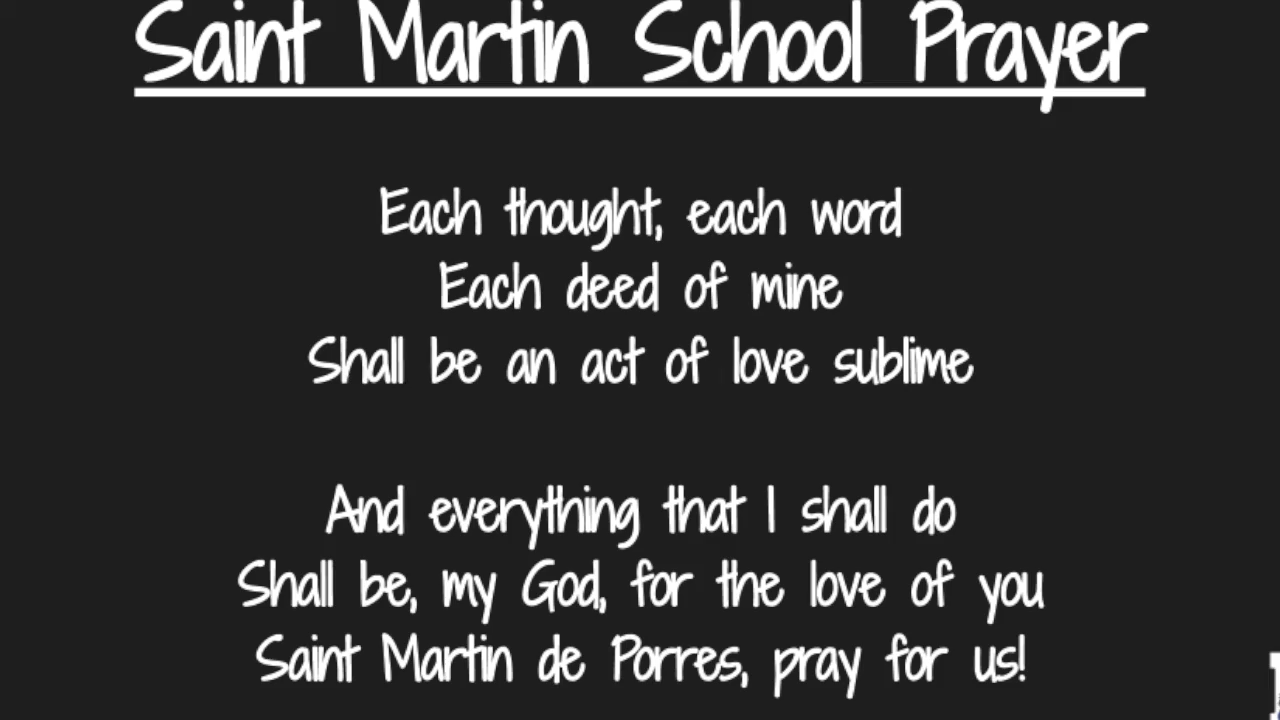 Saint Martin School Prayer
Each thought, each word
Each deed of mine
Shall be an act of love sublime
And everything that I shall do
Shall be, my God, for the love of you
Saint Martin de Porres, pray for us!